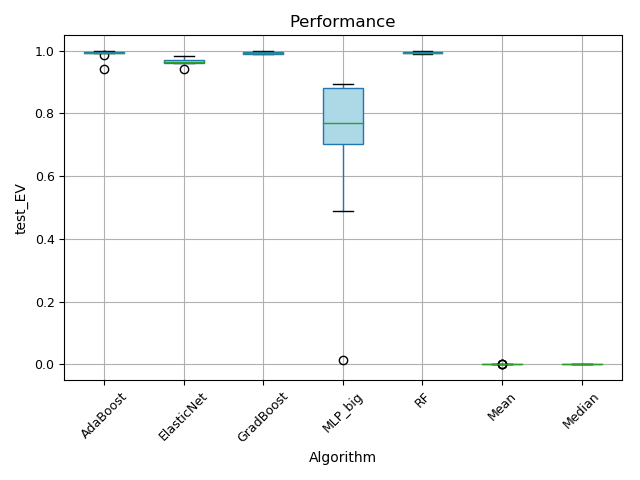 Performance
test_EV
1.0
0.8
0.6
0.4
0.2
0.0
AdaBoost
ElasticNet
GradBoost
MLP_big
RF
Mean
Median
Algorithm